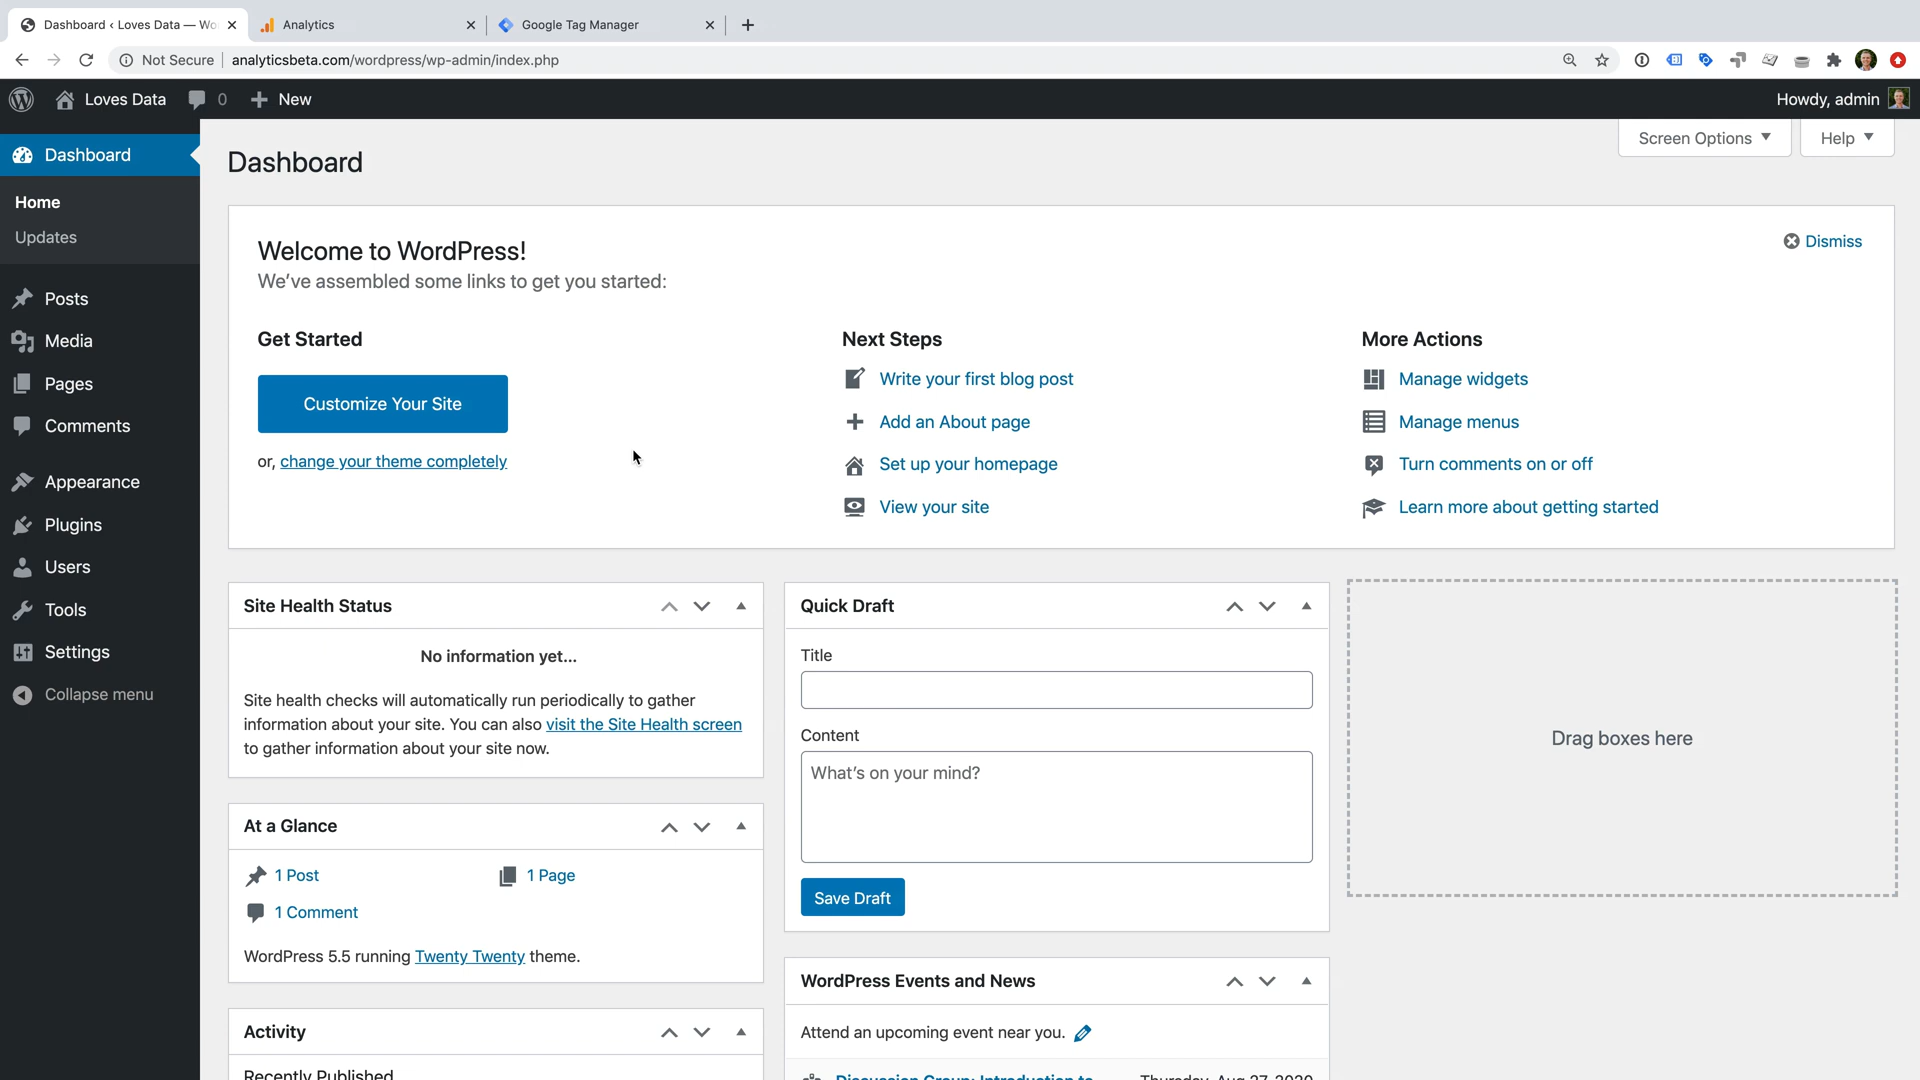 Dashboard ‹ Loves Data — Wo
Analytics
Google Tag Manager
Not Secure
analyticsbeta.com/wordpress/wp-admin/index.php
Loves Data
0
New
Howdy, admin
Screen Options
Help
Dashboard
Home
Updates
Posts
Media
Pages
Comments
Appearance
Plugins
Users
Tools
Settings
Collapse menu
Dashboard
Welcome to WordPress!
We've assembled some links to get you started:
Dismiss
Get Started
Customize Your Site
or, change your theme completely
Next Steps
Write your first blog post
Add an About page
Set up your homepage
View your site
More Actions
Manage widgets
Manage menus
Turn comments on or off
Learn more about getting started
Site Health Status
No information yet...
Site health checks will automatically run periodically to gather
information about your site. You can also visit the Site Health screen
to gather information about your site now.
At a Glance
1 Post
1 Page
1 Comment
WordPress 5.5 running Twenty Twenty theme.
Activity
Recently Published
Quick Draft
Title
Content
What's on your mind?
Save Draft
WordPress Events and News
Attend an upcoming event near you.
Discussion Group: Introduction to
Thursday, Aug 27, 2020
Drag boxes here